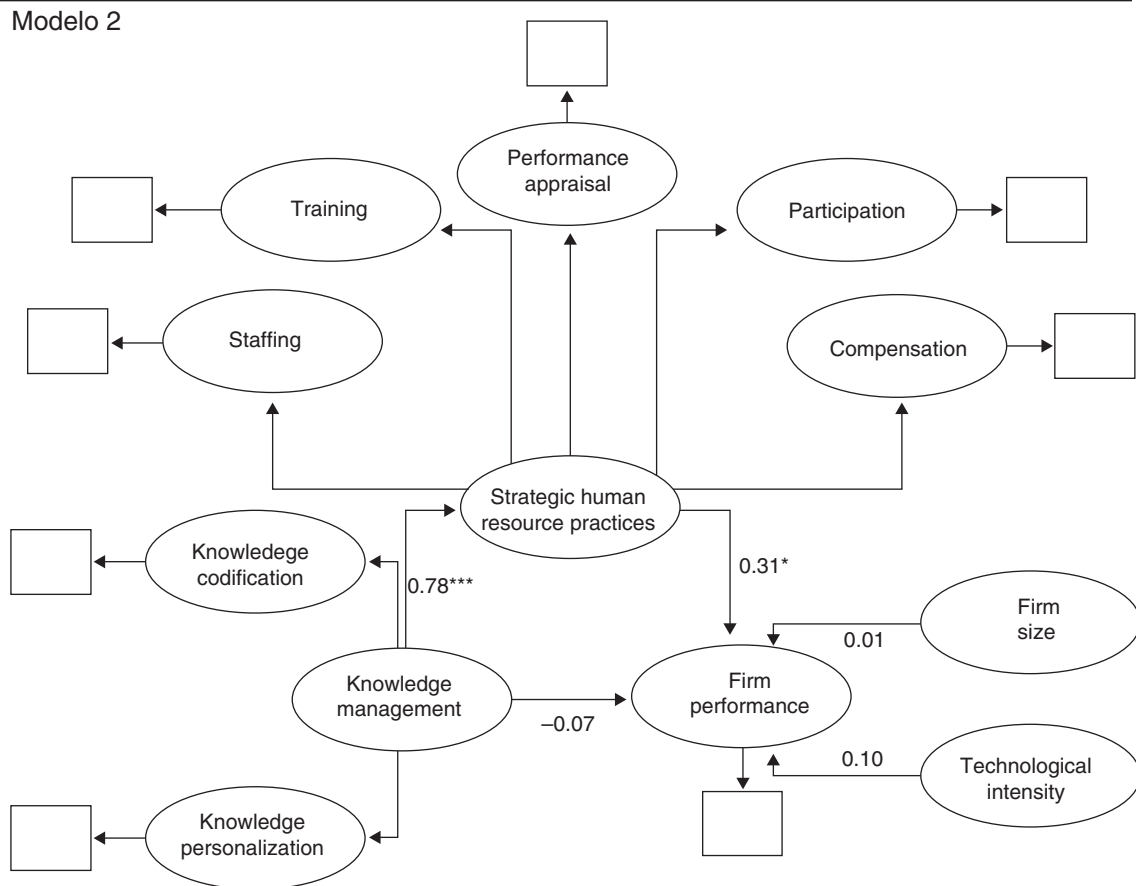 Modelo 2
Performance
appraisal
Training
Participation
Staffing
Compensation
Strategic human
resource practices
Knowledege
codification
0.78***
0.31*
Firm
size
0.01
Knowledge
management
Firm
performance
–0.07
0.10
Technological
intensity
Knowledge
personalization